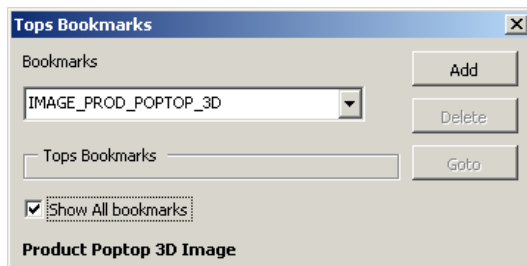 Tops Bookmarks
Bookmarks
Add
IMAGE_PROD_POPTOP_3D
Delete
Tops Bookmarks
Goto
Show All bookmarks
Product Poptop 3D Image